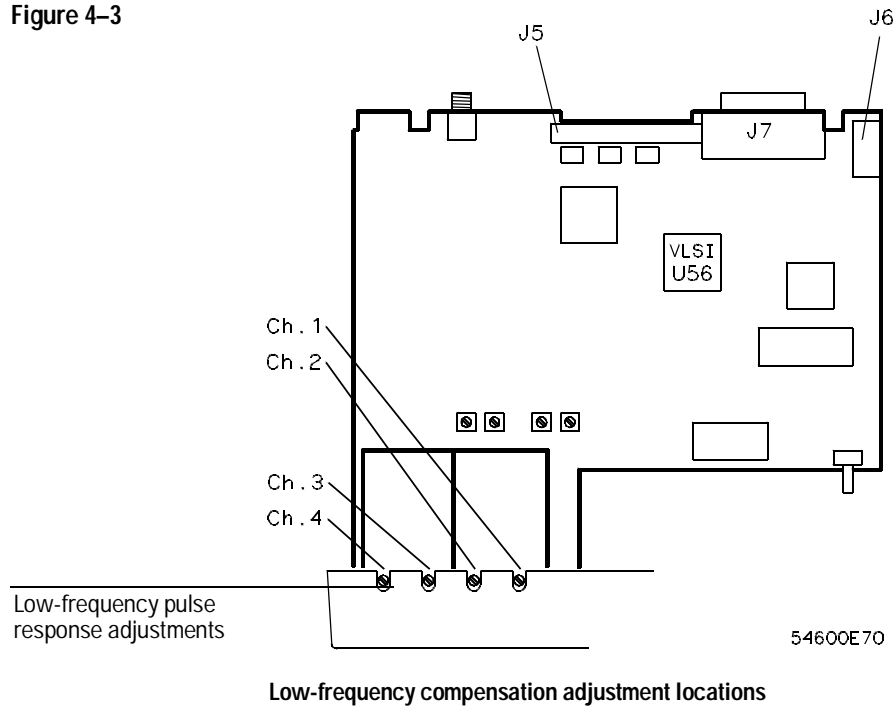 Figure 4–3
J5
J6
J7
VLSI
U56
Ch. 1
Ch. 2
Ch. 3
Ch. 4
Low-frequency pulse
response adjustments
54600E70
Low-frequency compensation adjustment locations